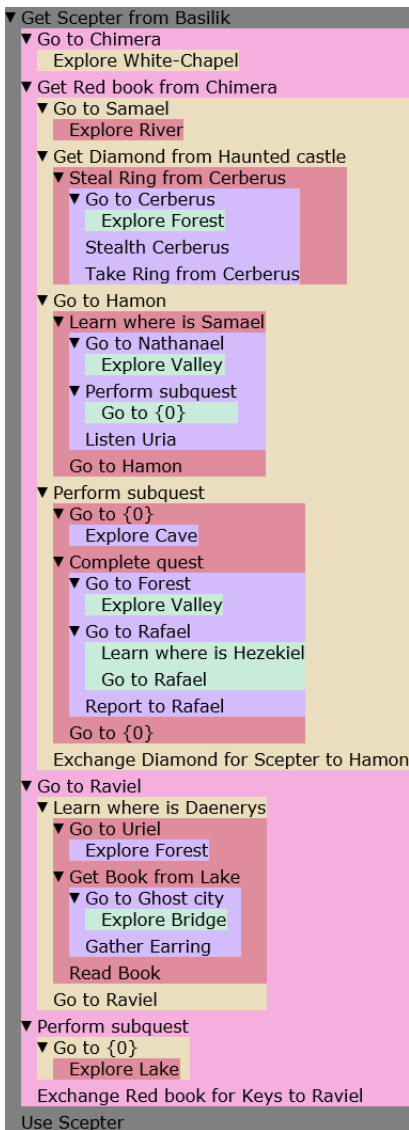 Get Scepter from Basilik
Go to Chimera
Explore White-Chapel
Get Red book from Chimera
Go to Samael
Explore River
Get Diamond from Haunted castle
Steal Ring from Cerberus
Go to Cerberus
Explore Forest
Stealth Cerberus
Take Ring from Cerberus
Go to Hamon
Learn where is Samael
Go to Nathanael
Explore Valley
Perform subquest
Go to {0}
Listen Uria
Go to Hamon
Perform subquest
Go to {0}
Explore Cave
Complete quest
Go to Forest
Explore Valley
Go to Rafael
Learn where is Hezekiel
Go to Rafael
Report to Rafael
Go to {0}
Exchange Diamond for Scepter to Hamon
Go to Raviel
Learn where is Daenerys
Go to Uriel
Explore Forest
Get Book from Lake
Go to Ghost city
Explore Bridge
Gather Earring
Read Book
Go to Raviel
Perform subquest
Go to {0}
Explore Lake
Exchange Red book for Keys to Raviel
Use Scepter